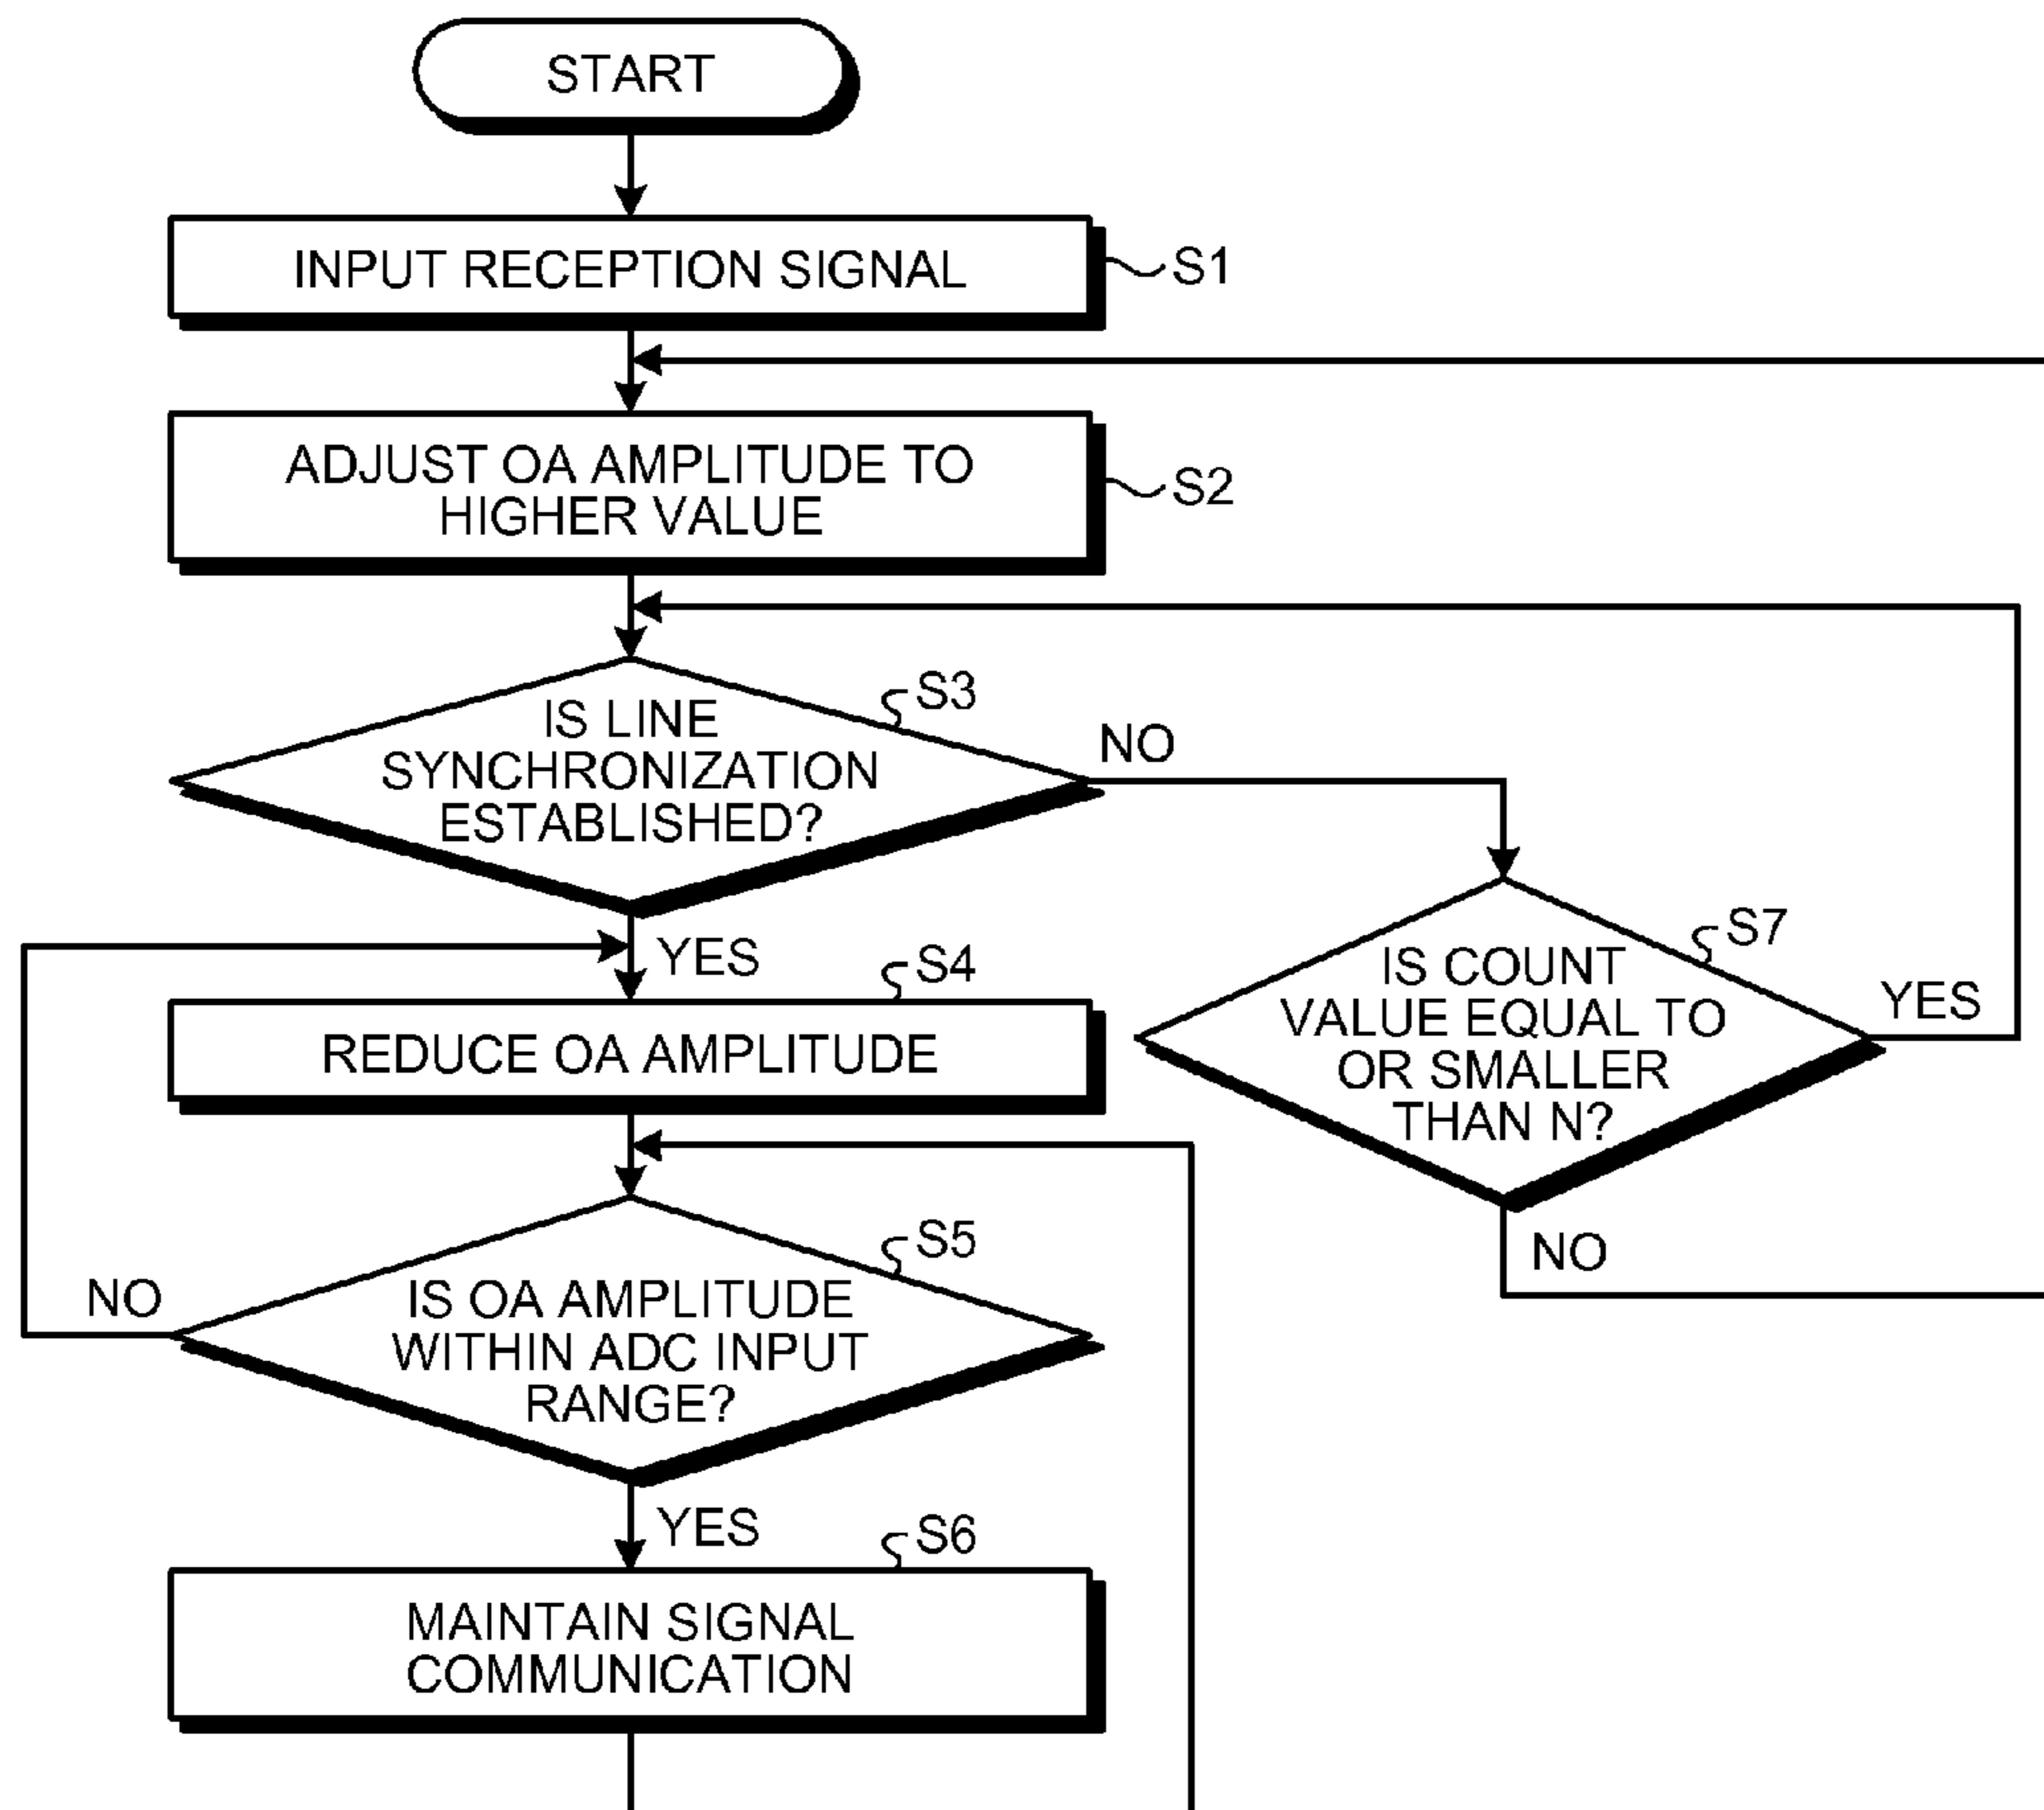 START
INPUT RECEPTION SIGNAL
S1
ADJUST OA AMPLITUDE TO
HIGHER VALUE
S2
S3
IS LINE
SYNCHRONIZATION
ESTABLISHED?
NO
YES
S7
IS COUNT
VALUE EQUAL TO
OR SMALLER
THAN N?
YES
NO
S4
REDUCE OA AMPLITUDE
S5
IS OA AMPLITUDE
WITHIN ADC INPUT
RANGE?
NO
YES
S6
MAINTAIN SIGNAL
COMMUNICATION